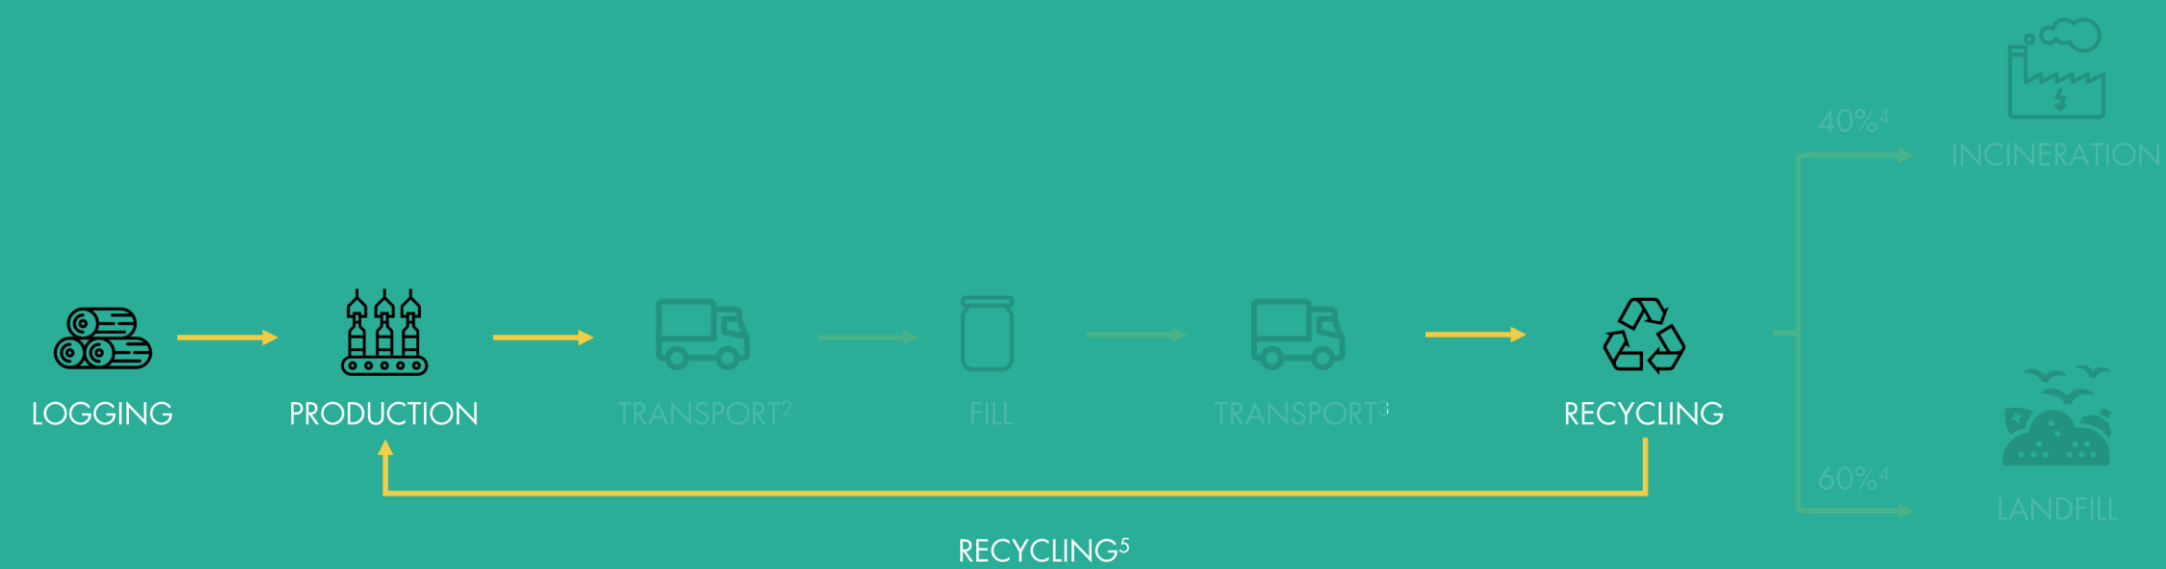 40%⁴
INCINERATION
LOGGING
PRODUCTION
TRANSPORT²
FILL
TRANSPORT³
RECYCLING
60%⁴
LANDFILL
RECYCLING⁵